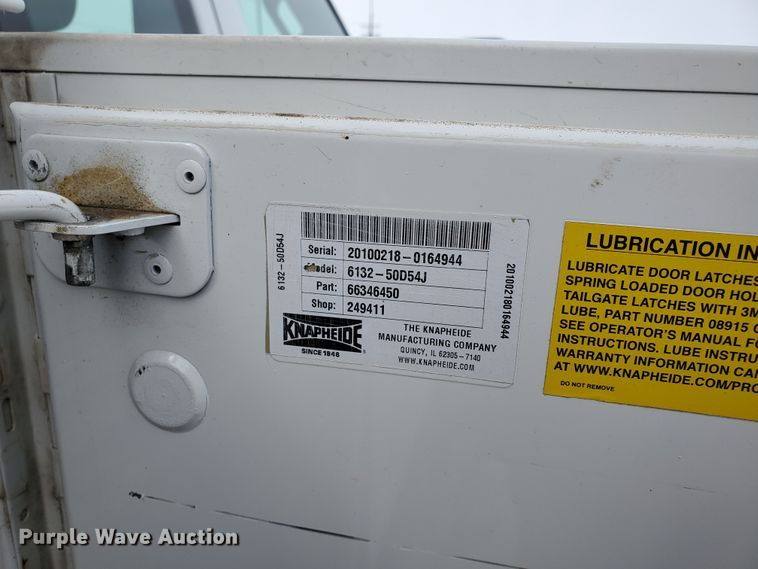 6132-50D54J
Serial: 20100218-0164944
Model: 6132-50D54J
Part: 66346450
Shop: 249411
201002180164944
KNAPHEIDE
SINCE 1848
THE KNAPHEIDE
MANUFACTURING COMPANY
QUINCY, IL 62305-7140
WWW.KNAPHEIDE.COM
LUBRICATION IN
LUBRICATE DOOR LATCHES
SPRING LOADED DOOR HOL
TAILGATE LATCHES WITH 3M
LUBE, PART NUMBER 08915 O
SEE OPERATOR'S MANUAL FO
INSTRUCTIONS. LUBE INSTRU
WARRANTY INFORMATION CAN
AT WWW.KNAPHEIDE.COM/PRO
DO NOT REMOVE
Purple Wave Auction